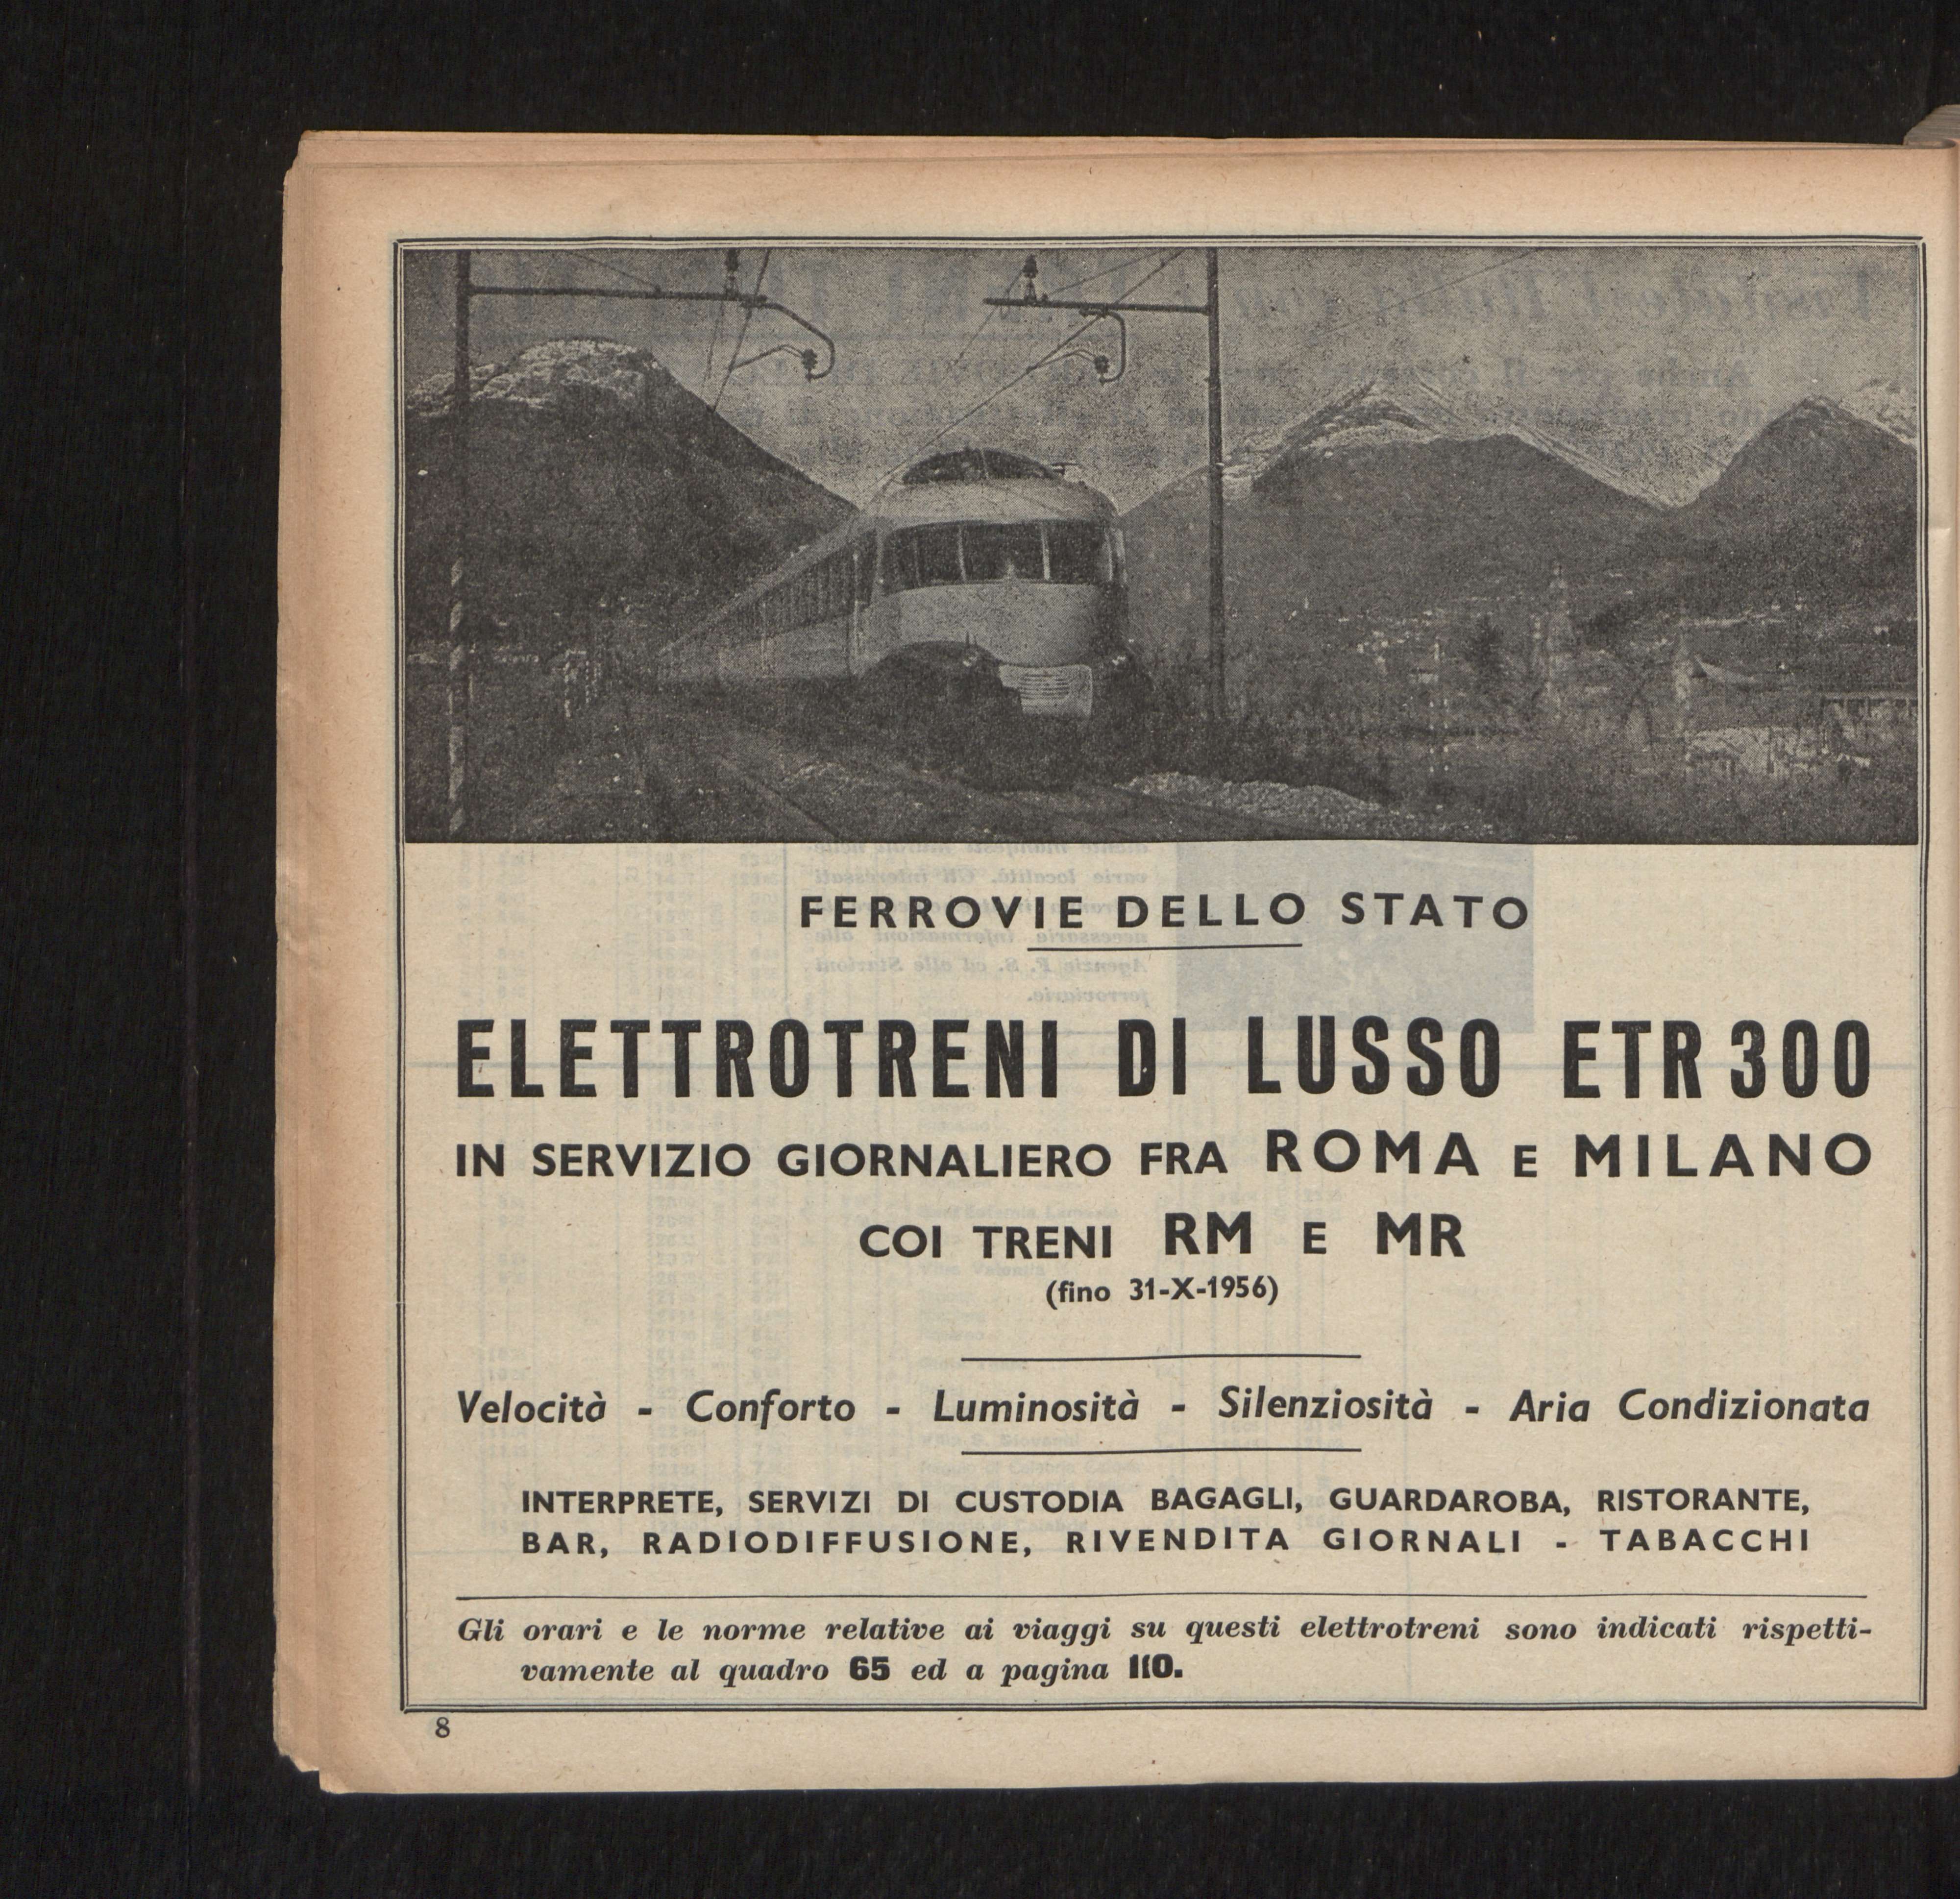 FERROVIE DELLO STATO
ELETTROTRENI DI LUSSO ETR 300
IN SERVIZIO GIORNALIERO FRA ROMA E MILANO
COI TRENI RM E MR
(fino 31-X-1956)
Velocità - Conforto - Luminosità - Silenziosità - Aria Condizionata
INTERPRETE, SERVIZI DI CUSTODIA BAGAGLI, GUARDAROBA, RISTORANTE,
BAR, RADIODIFFUSIONE, RIVENDITA GIORNALI - TABACCHI
Gli orari e le norme relative ai viaggi su questi elettrotreni sono indicati rispetti-
vamente al quadro 65 ed a pagina 110.
8